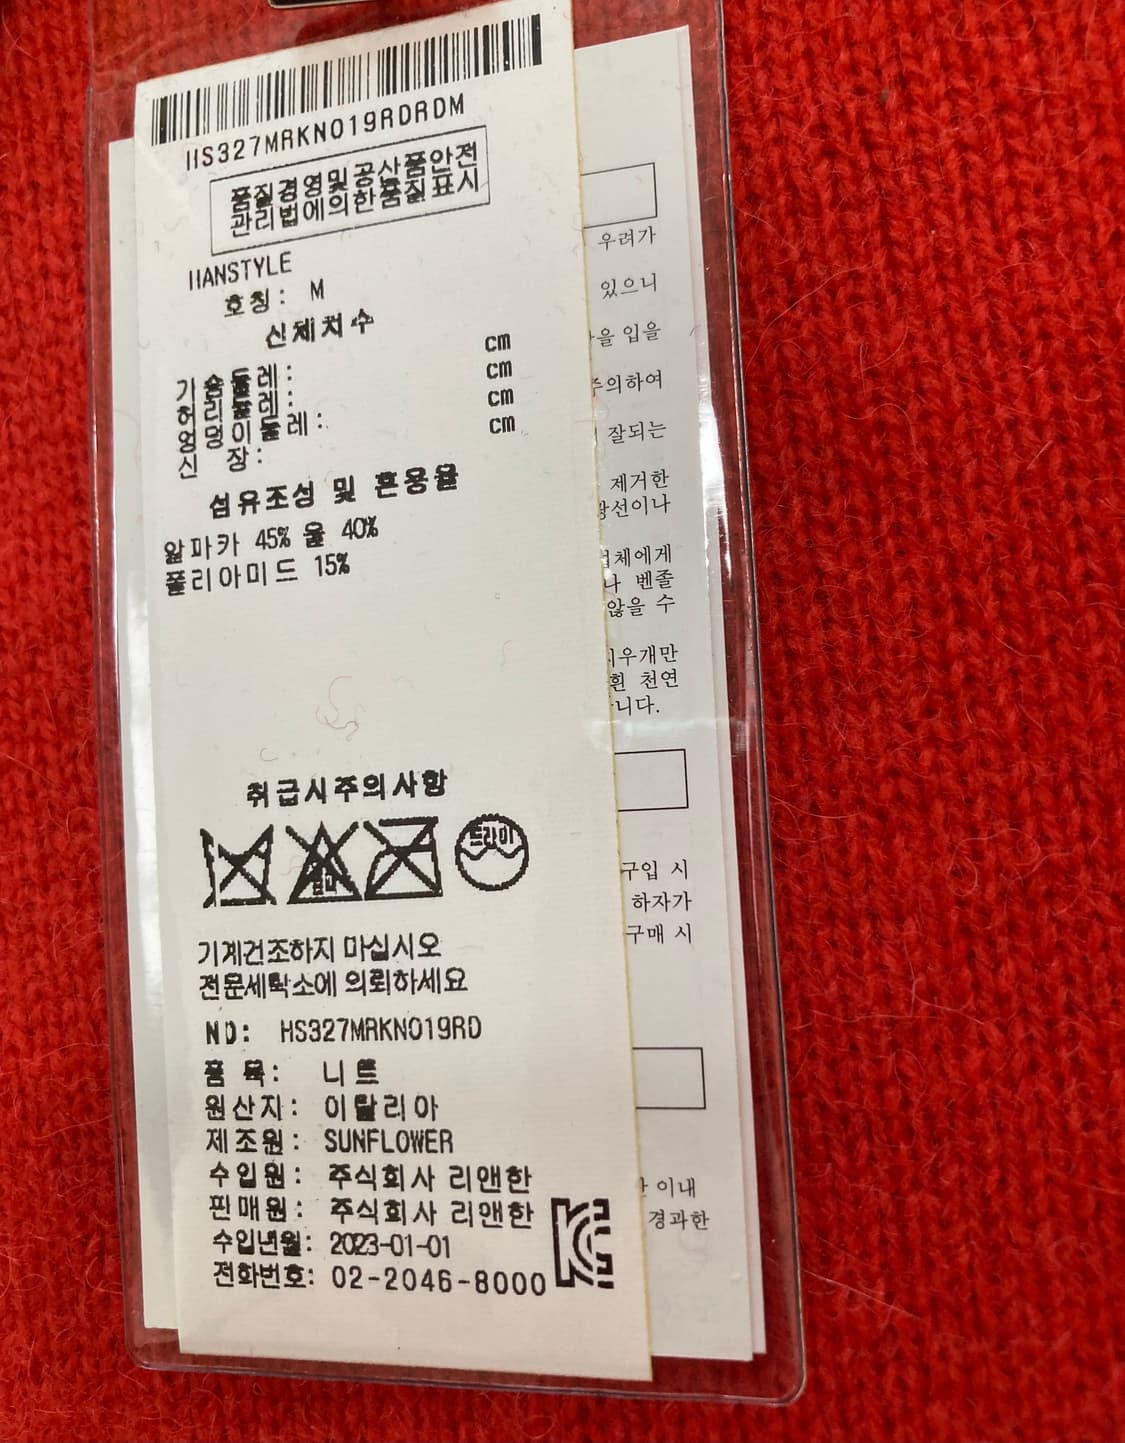 HS327MRKN019RDRDM
품질경영및공산품안전
관리법에의한품질표시
HANSTYLE
호칭: M
신체치수
가슴둘레: cm
허리둘레: cm
엉덩이둘레: cm
신 장: cm
섬유조성 및 혼용율
알파카 45% 울 40%
폴리아미드 15%
취급시주의사항
드라이
기계건조하지 마십시오
전문세탁소에 의뢰하세요
NO: HS327MRKN019RD
품 목: 니트
원산지: 이탈리아
제조원: SUNFLOWER
수입원: 주식회사 리앤한
판매원: 주식회사 리앤한
수입년월: 2023-01-01
전화번호: 02-2046-8000
우려가
있으니
입을
주의하여
잘되는
제거한
광선이나
에게
벤졸
않을 수
지우개만
천연
니다.
구입 시
하자가
구매 시
이내
경과한